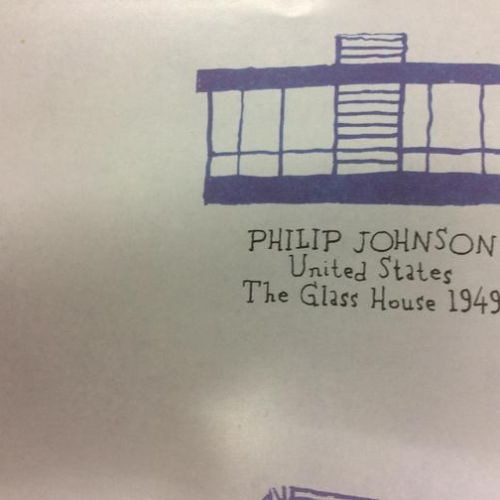 PHILIP JOHNSON
United States
The Glass House 1949